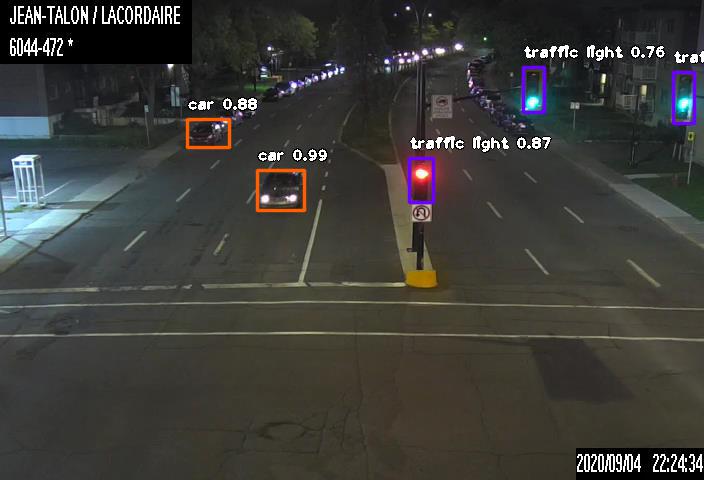 JEAN-TALON / LACORDAIRE
6044-472 *
traffic light 0.76
traf
car 0.88
car 0.99
traffic light 0.87
2020/09/04 22:24:34